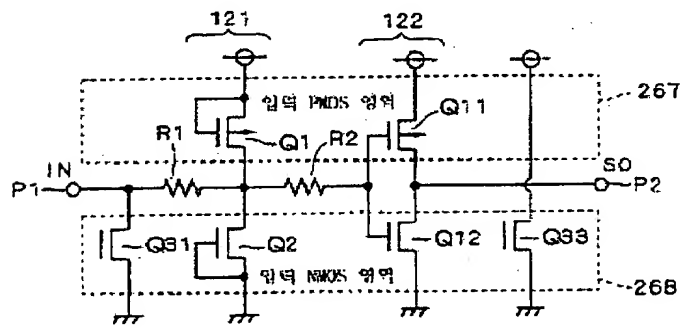 121 122
입력 PMOS 영역 267
Q1 Q11
R1 R2
IN SO
P1 P2
Q31 Q2 Q12 Q33
입력 NMOS 영역 268